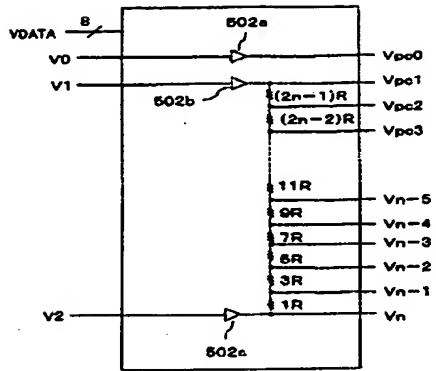 8
502a
VDATA
V0
Vpc0
V1
Vpc1
502b
(2n-1)R
Vpc2
(2n-2)R
Vpc3
11R
Vn-5
9R
Vn-4
7R
Vn-3
5R
Vn-2
3R
Vn-1
1R
V2
Vn
502c